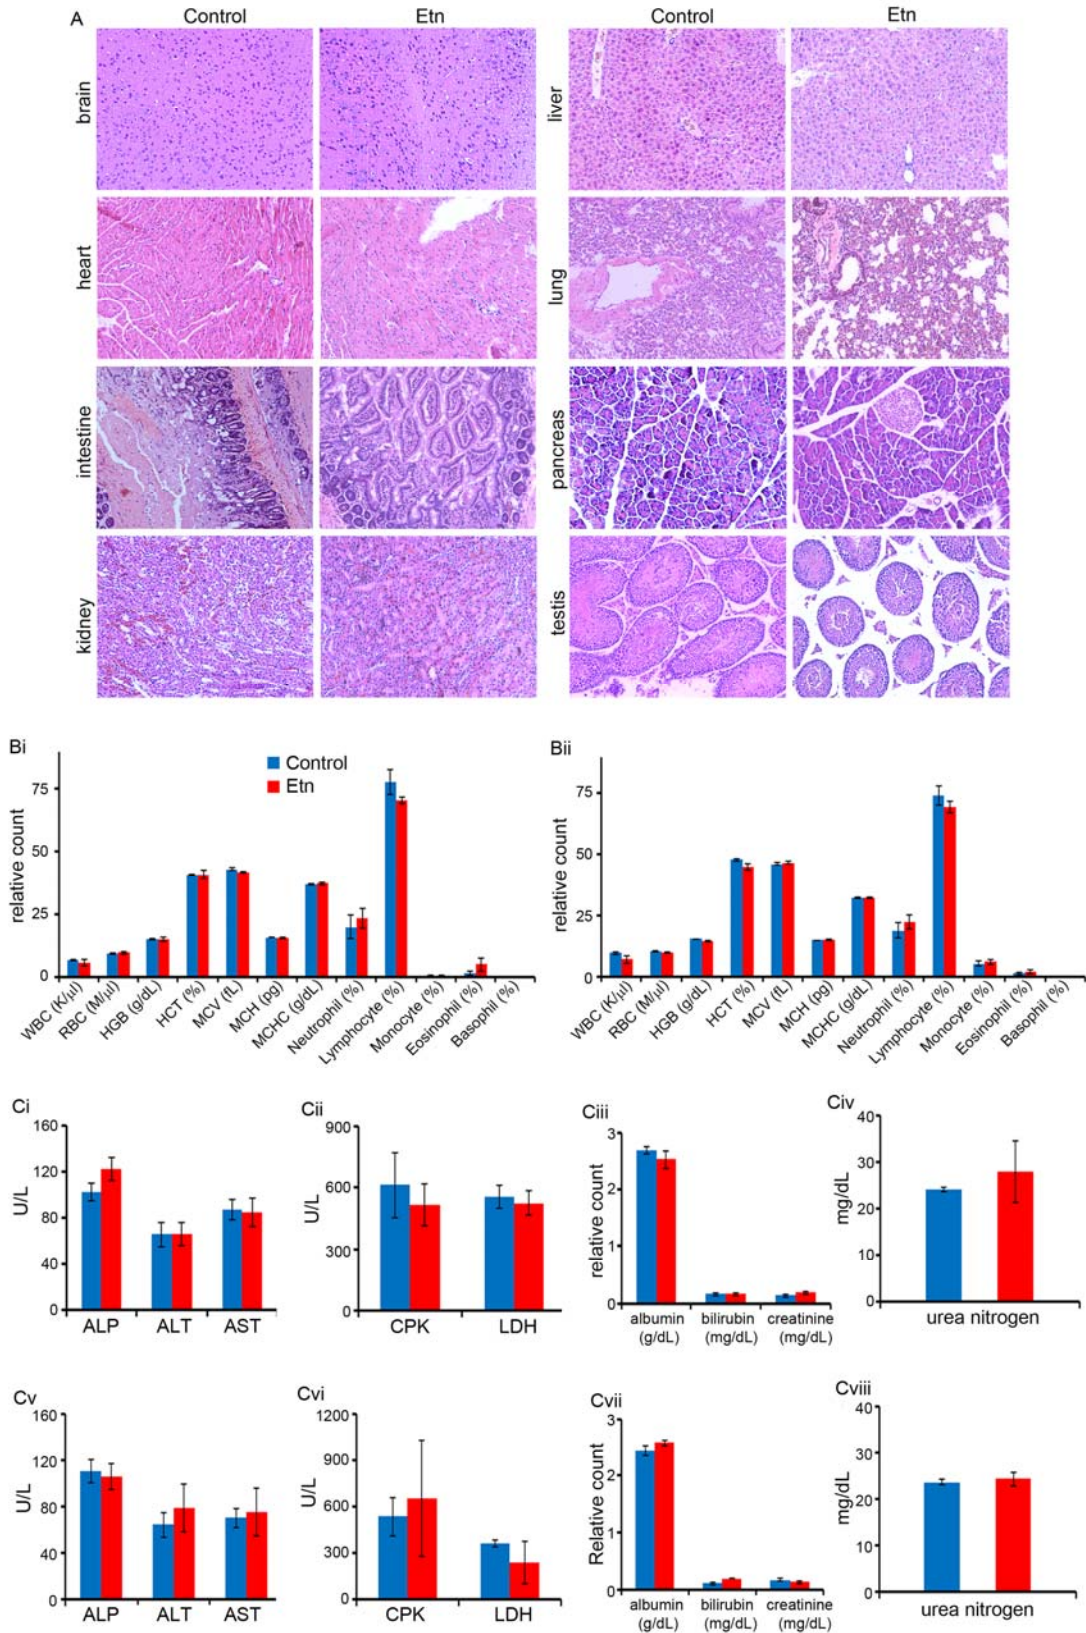 A
Control
Etn
Control
Etn
brain
liver
heart
lung
intestine
pancreas
kidney
testis
Bi
Control
Etn
relative count
75
50
25
0
WBC (K/µl)
RBC (M/µl)
HGB (g/dL)
HCT (%)
MCV (fL)
MCH (pg)
MCHC (g/dL)
Neutrophil (%)
Lymphocyte (%)
Monocyte (%)
Eosinophil (%)
Basophil (%)
Bii
relative count
75
50
25
0
WBC (K/µl)
RBC (M/µl)
HGB (g/dL)
HCT (%)
MCV (fL)
MCH (pg)
MCHC (g/dL)
Neutrophil (%)
Lymphocyte (%)
Monocyte (%)
Eosinophil (%)
Basophil (%)
Ci
U/L
160
120
80
40
0
ALP ALT AST
Cii
U/L
900
600
300
0
CPK LDH
Ciii
relative count
3
2
1
0
albumin bilirubin creatinine
(g/dL) (mg/dL) (mg/dL)
Civ
mg/dL
40
30
20
10
0
urea nitrogen
Cv
U/L
160
120
80
40
0
ALP ALT AST
Cvi
U/L
1200
900
600
300
0
CPK LDH
Cvii
Relative count
3
2
1
0
albumin bilirubin creatinine
(g/dL) (mg/dL) (mg/dL)
Cviii
mg/dL
40
30
20
10
0
urea nitrogen